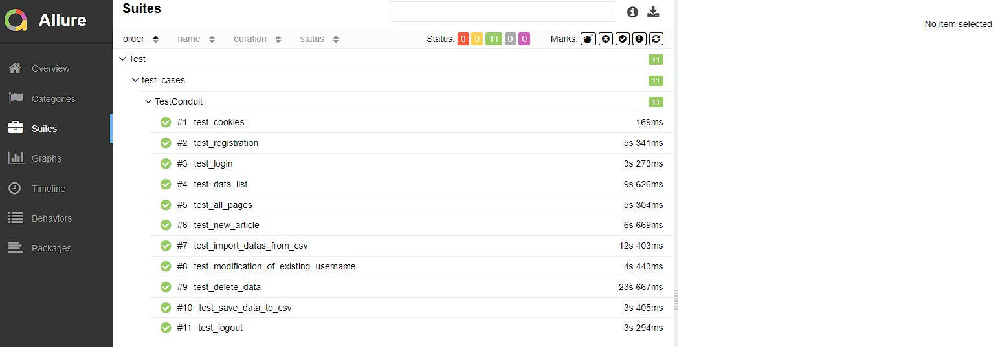 Allure
Overview
Categories
Suites
Graphs
Timeline
Behaviors
Packages
Suites
order name duration status Status: 0 0 11 0 0 Marks:
Test 11
test_cases 11
TestConduit 11
#1 test_cookies 169ms
#2 test_registration 5s 341ms
#3 test_login 3s 273ms
#4 test_data_list 9s 626ms
#5 test_all_pages 5s 304ms
#6 test_new_article 6s 669ms
#7 test_import_datas_from_csv 12s 403ms
#8 test_modification_of_existing_username 4s 443ms
#9 test_delete_data 23s 667ms
#10 test_save_data_to_csv 3s 405ms
#11 test_logout 3s 294ms
No item selected